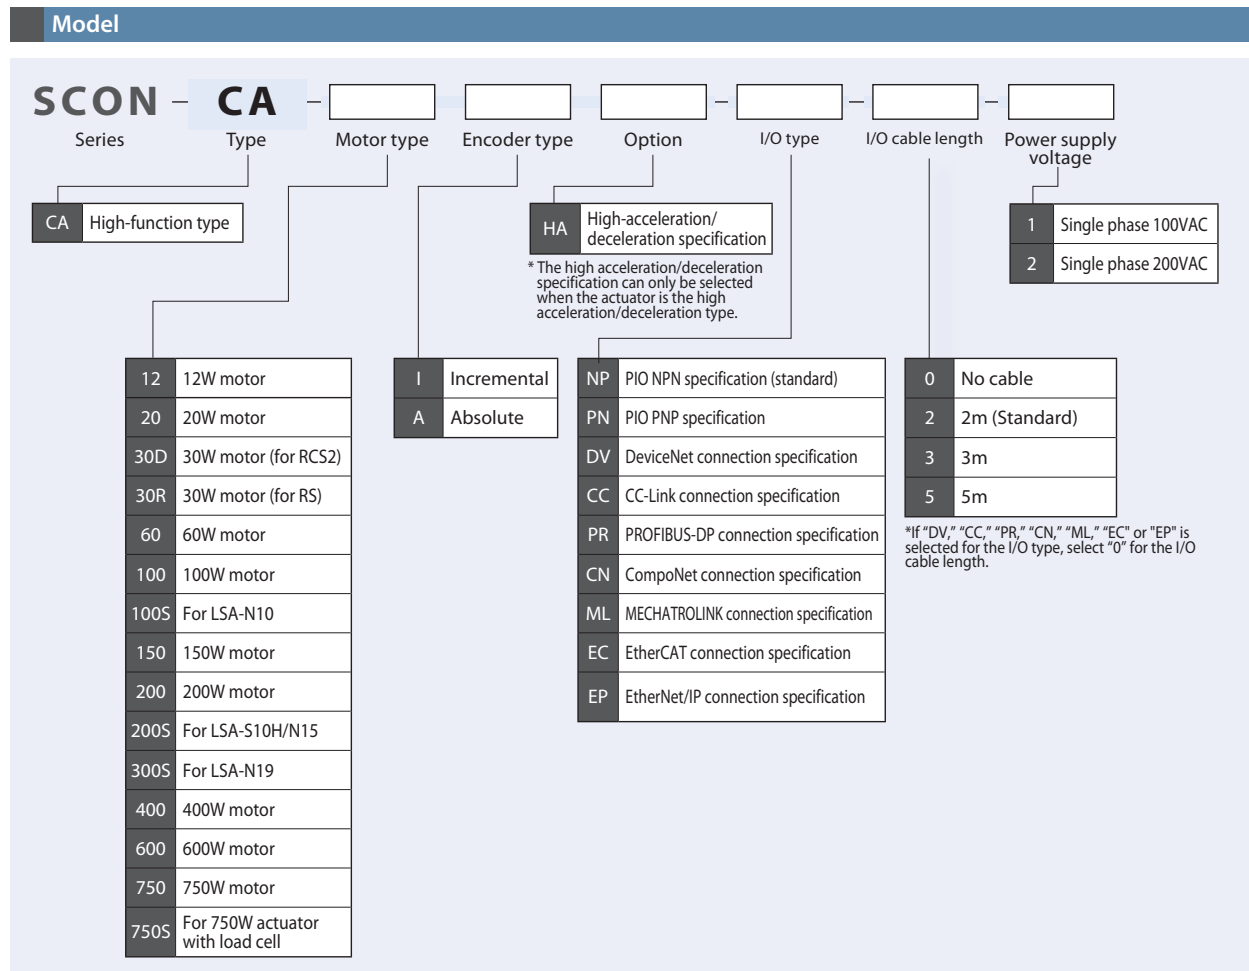 Model
SCON – CA –
–
–
–
Series
Type
Motor type
Encoder type
Option
I/O type
I/O cable length
Power supply
voltage
CA High-function type
HA High-acceleration/
deceleration specification
* The high acceleration/deceleration
specification can only be selected
when the actuator is the high
acceleration/deceleration type.
1 Single phase 100VAC
2 Single phase 200VAC
12 12W motor
20 20W motor
30D 30W motor (for RCS2)
30R 30W motor (for RS)
60 60W motor
100 100W motor
100S For LSA-N10
150 150W motor
200 200W motor
200S For LSA-S10H/N15
300S For LSA-N19
400 400W motor
600 600W motor
750 750W motor
750S For 750W actuator
with load cell
I Incremental
A Absolute
NP PIO NPN specification (standard)
PN PIO PNP specification
DV DeviceNet connection specification
CC CC-Link connection specification
PR PROFIBUS-DP connection specification
CN CompoNet connection specification
ML MECHATROLINK connection specification
EC EtherCAT connection specification
EP EtherNet/IP connection specification
0 No cable
2 2m (Standard)
3 3m
5 5m
*If “DV,” “CC,” “PR,” “CN,” “ML,” “EC" or "EP" is
selected for the I/O type, select “0” for the I/O
cable length.